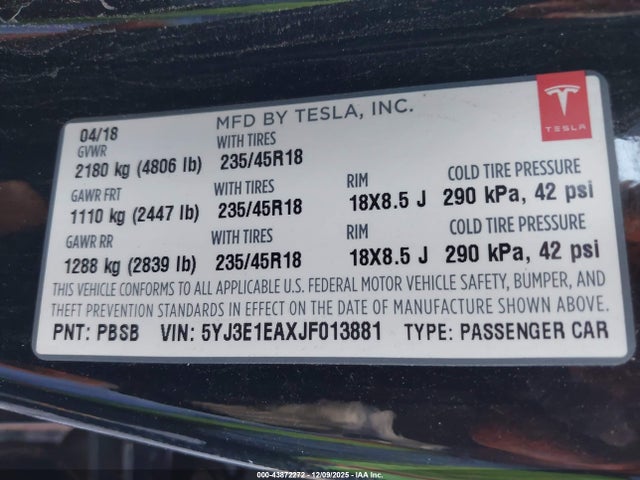 MFD BY TESLA, INC.
TESLA
04/18
GVWR
2180 kg (4806 lb)
WITH TIRES
235/45R18
GAWR FRT
1110 kg (2447 lb)
WITH TIRES
235/45R18
RIM
18X8.5 J
COLD TIRE PRESSURE
290 kPa, 42 psi
GAWR RR
1288 kg (2839 lb)
WITH TIRES
235/45R18
RIM
18X8.5 J
COLD TIRE PRESSURE
290 kPa, 42 psi
THIS VEHICLE CONFORMS TO ALL APPLICABLE U.S. FEDERAL MOTOR VEHICLE SAFETY, BUMPER, AND
THEFT PREVENTION STANDARDS IN EFFECT ON THE DATE OF MANUFACTURE SHOWN ABOVE.
PNT: PBSB VIN: 5YJ3E1EAXJF013881 TYPE: PASSENGER CAR
000-43872272 - 12/09/2025 - Copyright © 2025 IAA, Inc.